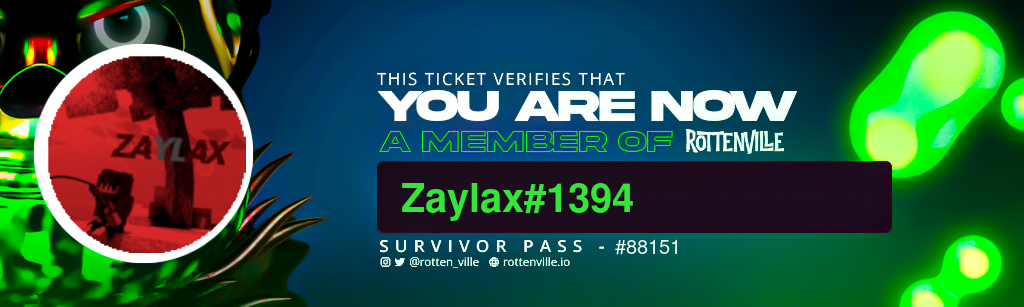 ZAYLAX
THIS TICKET VERIFIES THAT
YOU ARE NOW
A MEMBER OF ROTTENVILLE
Zaylax#1394
SURVIVOR PASS - #88151
@rotten_ville rottenville.io